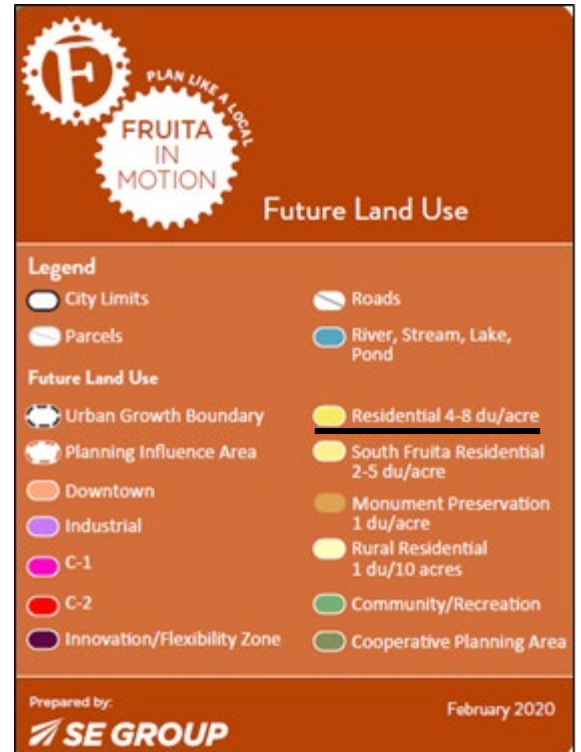 F
PLAN LIKE A LOCAL
FRUITA
IN
MOTION
Future Land Use
Legend
City Limits
Parcels
Roads
River, Stream, Lake,
Pond
Future Land Use
Urban Growth Boundary
Planning Influence Area
Downtown
Industrial
C-1
C-2
Innovation/Flexibility Zone
Residential 4-8 du/acre
South Fruita Residential
2-5 du/acre
Monument Preservation
1 du/acre
Rural Residential
1 du/10 acres
Community/Recreation
Cooperative Planning Area
Prepared by:
SE GROUP
February 2020